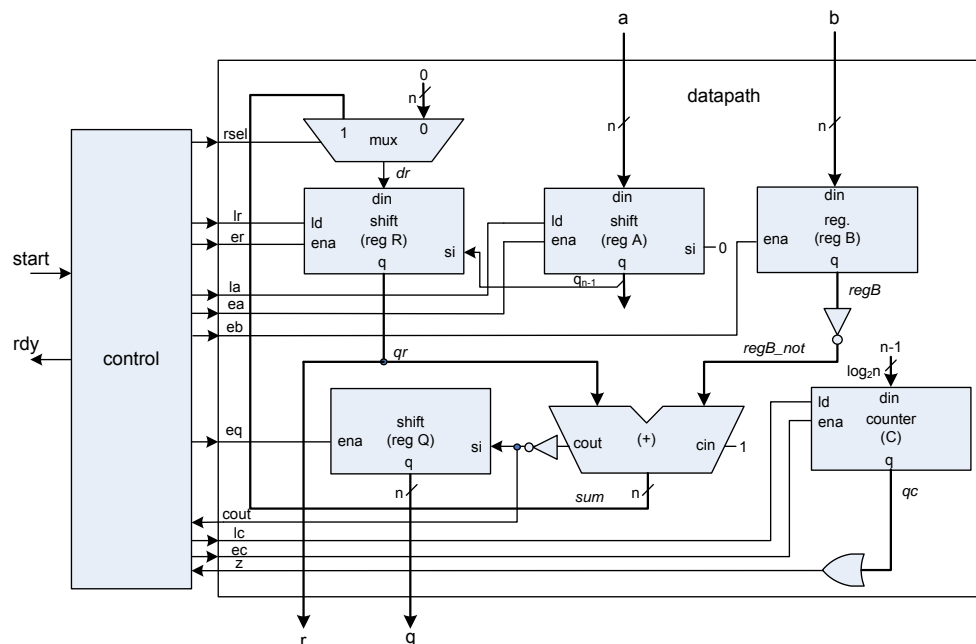 a
b
0
n
datapath
n
n
1
0
mux
rsel
dr
din
ld
shift
(reg R)
ena
si
q
din
ld
shift
(reg A)
ena
si
0
q
q n-1
din
reg.
(reg B)
ena
q
regB
lr
er
start
la
ea
eb
rdy
control
qr
regB_not
n-1
log2n
din
ld
counter
(C)
ena
q
qc
shift
(reg Q)
ena
si
q
n
cout
(+)
cin
1
sum
n
eq
cout
lc
ec
z
r
q